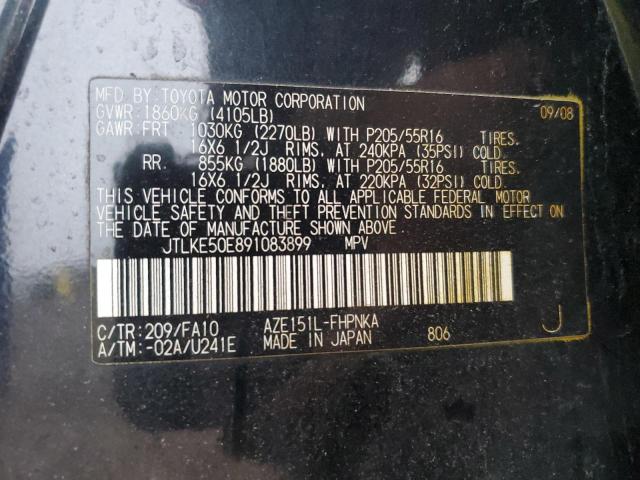 MFD.BY:TOYOTA MOTOR CORPORATION 09/08
GVWR:1860KG (4105LB)
GAWR:FRT 1030KG (2270LB) WITH P205/55R16 TIRES.
16X6 1/2J RIMS. AT 240KPA (35PSI) COLD.
RR. 855KG (1880LB) WITH P205/55R16 TIRES.
16X6 1/2J RIMS. AT 220KPA (32PSI) COLD.
THIS VEHICLE CONFORMS TO ALL APPLICABLE FEDERAL MOTOR
VEHICLE SAFETY AND THEFT PREVENTION STANDARDS IN EFFECT ON
THE DATE OF MANUFACTURE SHOWN ABOVE.
JTLKE50E891083899 MPV
C/TR:209/FA10 AZE151L-FHPNKA
A/TM:-02A/U241E MADE IN JAPAN 806 J